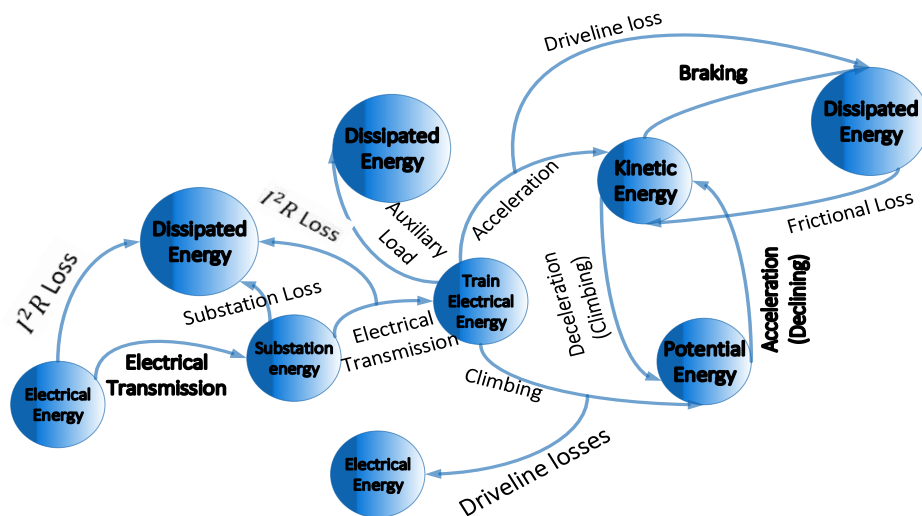 Driveline loss
Braking
Dissipated
Energy
Dissipated
Energy
Kinetic
Energy
Acceleration
Frictional Loss
I²R Loss
Auxiliary
Load
Dissipated
Energy
I²R Loss
Substation Loss
Train
Electrical
Energy
Deceleration
(Climbing)
Acceleration
(Declining)
Electrical
Transmission
Substation
energy
Electrical
Transmission
Potential
Energy
Climbing
Electrical
Energy
Electrical
Energy
Driveline losses